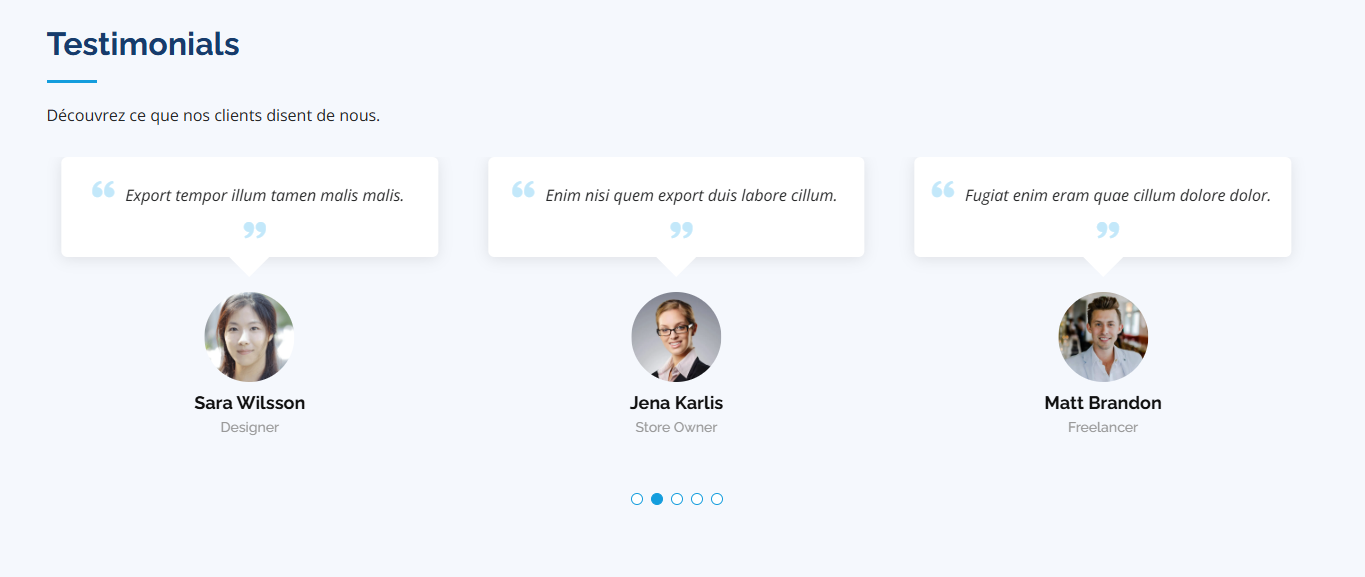 Testimonials
Découvrez ce que nos clients disent de nous.
“ Export tempor illum tamen malis malis.
”
“ Enim nisi quem export duis labore cillum.
”
“ Fugiat enim eram quae cillum dolore dolor.
”
Sara Wilsson
Designer
Jena Karlis
Store Owner
Matt Brandon
Freelancer